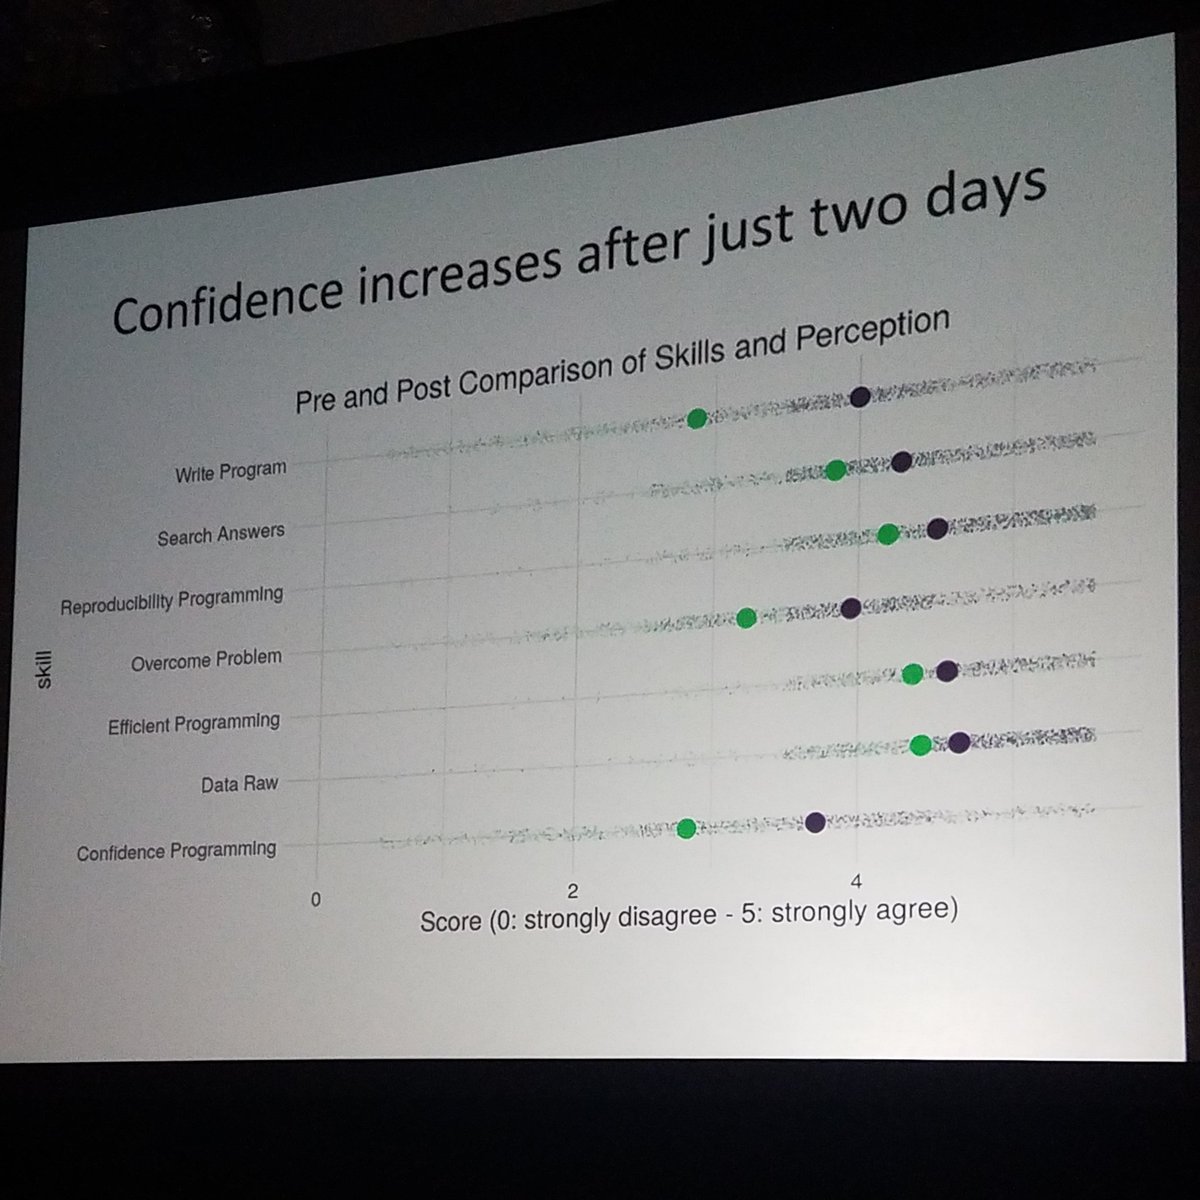 Confidence increases after just two days
Pre and Post Comparison of Skills and Perception
Write Program
Search Answers
Reproducibility Programming
Overcome Problem
Efficient Programming
Data Raw
Confidence Programming
skill
0 2 4
Score (0: strongly disagree - 5: strongly agree)